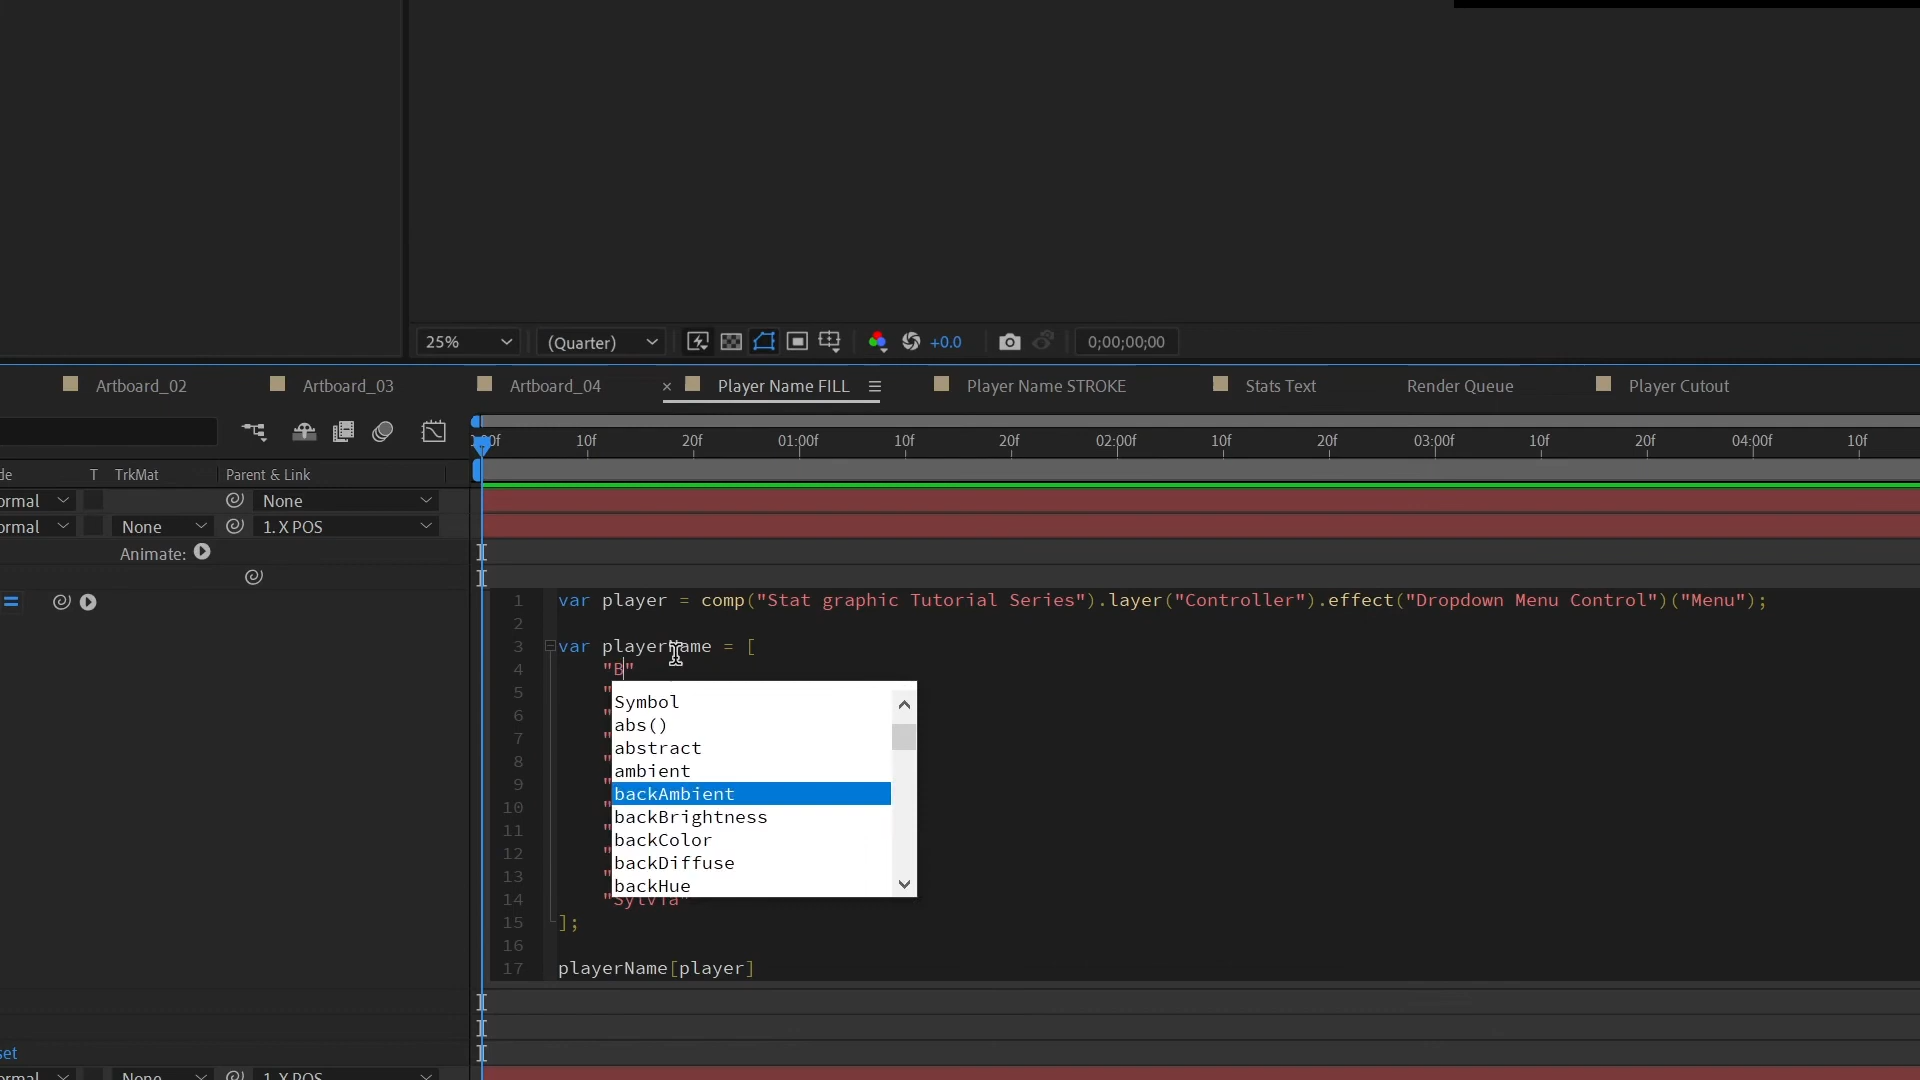 25%
(Quarter)
+0.0
0;00;00;00
Artboard_02
Artboard_03
Artboard_04
× Player Name FILL
Player Name STROKE
Stats Text
Render Queue
Player Cutout
10f
20f
01:00f
10f
20f
02:00f
10f
20f
03:00f
10f
20f
04:00f
10f
T TrkMat Parent & Link
None
None 1. X POS
Animate:
1 var player = comp("Stat graphic Tutorial Series").layer("Controller").effect("Dropdown Menu Control")("Menu");
2
3 var playerName = [
4 "B"
5 "
6 "
7 "
8 "
9 "
10 "
11 "
12 "
13 "
14 "Sylvia"
15 ];
16
17 playerName[player]
Symbol
abs()
abstract
ambient
backAmbient
backBrightness
backColor
backDiffuse
backHue
None 1. X POS